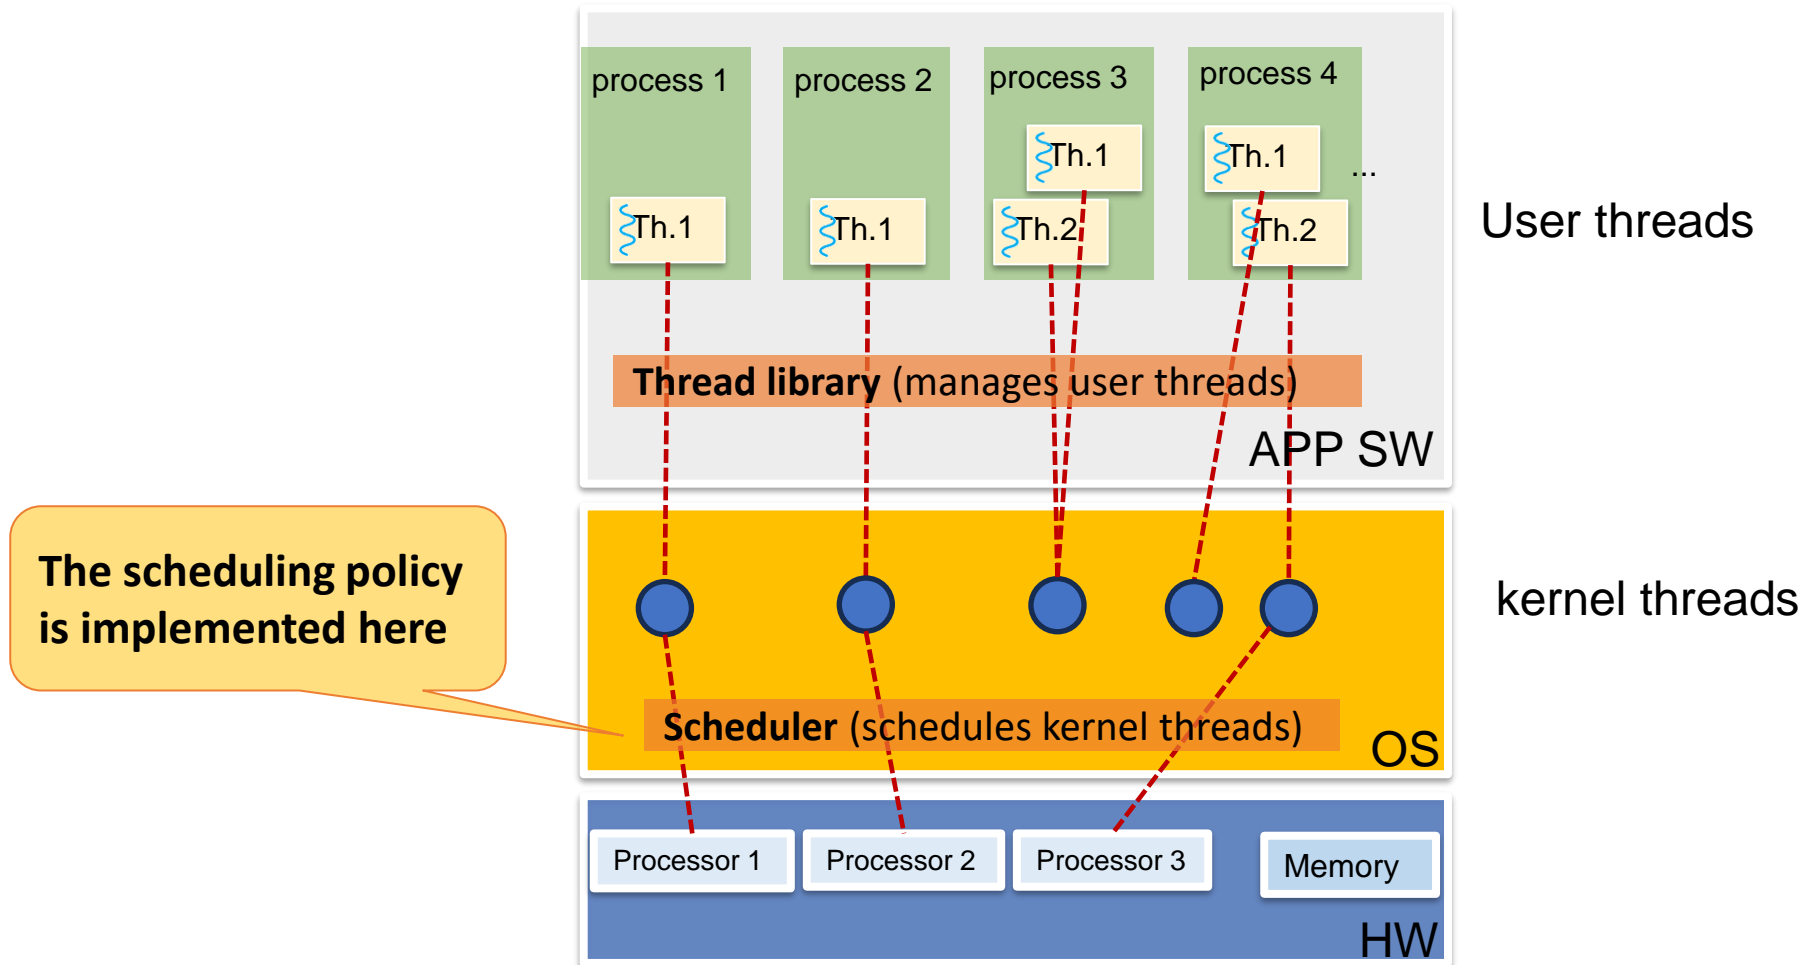 process 1
process 2
process 3
process 4
Th.1
Th.1
...
Th.1
Th.1
Th.2
Th.2
User threads
Thread library (manages user threads)
APP SW
The scheduling policy
is implemented here
kernel threads
Scheduler (schedules kernel threads)
OS
Processor 1
Processor 2
Processor 3
Memory
HW